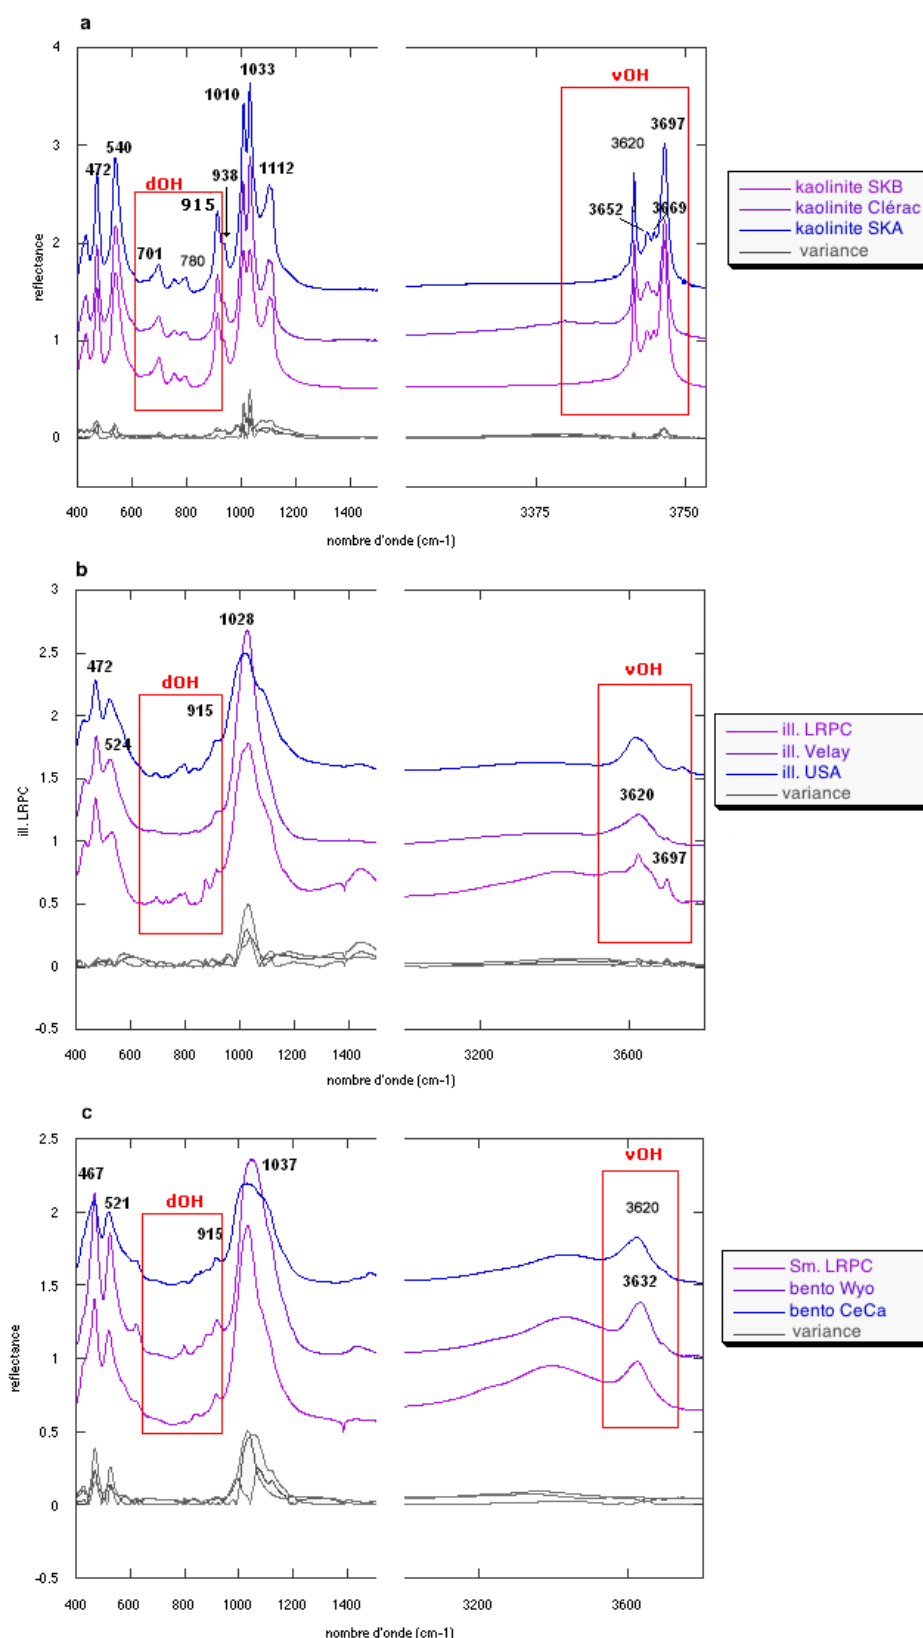 a
4
3
2
1
0
reflectance
472
540
dOH
701
780
915
938
1010
1033
1112
vOH
3620
3697
3652
3669
400 600 800 1000 1200 1400 3375 3750
nombre d'onde (cm-1)
kaolinite SKB
kaolinite Clérac
kaolinite SKA
variance
b
3
2.5
2
1.5
1
0.5
0
-0.5
ill. LRPC
472
524
dOH
915
1028
vOH
3620
3697
400 600 800 1000 1200 1400 3200 3600
nombre d'onde (cm-1)
ill. LRPC
ill. Velay
ill. USA
variance
c
2.5
2
1.5
1
0.5
0
-0.5
reflectance
467
521
dOH
915
1037
vOH
3620
3632
400 600 800 1000 1200 1400 3200 3600
nombre d'onde (cm-1)
Sm. LRPC
bento Wyo
bento CeCa
variance